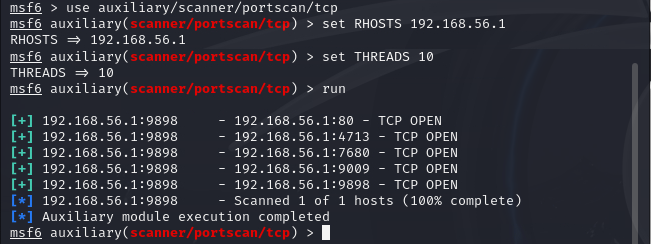 msf6 > use auxiliary/scanner/portscan/tcp
msf6 auxiliary(scanner/portscan/tcp) > set RHOSTS 192.168.56.1
RHOSTS => 192.168.56.1
msf6 auxiliary(scanner/portscan/tcp) > set THREADS 10
THREADS => 10
msf6 auxiliary(scanner/portscan/tcp) > run
[+] 192.168.56.1:9898 - 192.168.56.1:80 - TCP OPEN
[+] 192.168.56.1:9898 - 192.168.56.1:4713 - TCP OPEN
[+] 192.168.56.1:9898 - 192.168.56.1:7680 - TCP OPEN
[+] 192.168.56.1:9898 - 192.168.56.1:9009 - TCP OPEN
[+] 192.168.56.1:9898 - 192.168.56.1:9898 - TCP OPEN
[*] 192.168.56.1:9898 - Scanned 1 of 1 hosts (100% complete)
[*] Auxiliary module execution completed
msf6 auxiliary(scanner/portscan/tcp) >